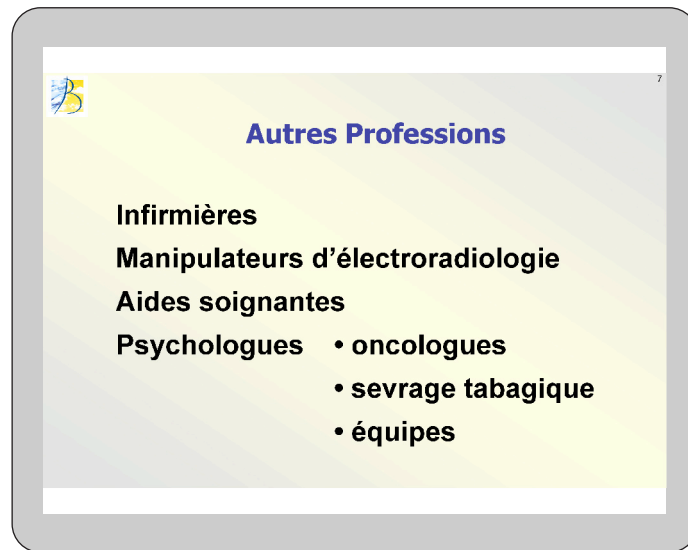 7
Autres Professions
Infirmières
Manipulateurs d'électroradiologie
Aides soignantes
Psychologues • oncologues
• sevrage tabagique
• équipes